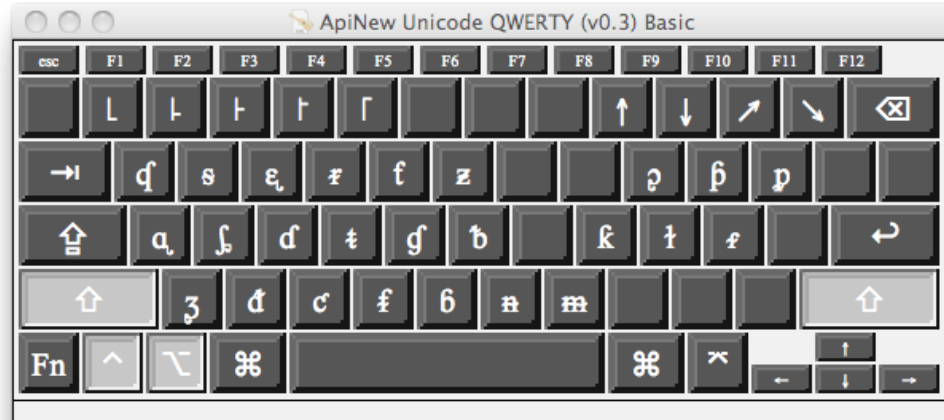 ApiNew Unicode QWERTY (v0.3) Basic
esc F1 F2 F3 F4 F5 F6 F7 F8 F9 F10 F11 F12
꜖ ꜕ ꜔ ꜓ ꜒ ↑ ↓ ↗ ↘ ⌫
⇥ ʠ ᵴ ɛ̨ ᵲ ƭ ᵶ
⇪ ą ʆ ɗ ᵵ ɠ ƙ ɫ ᵳ ↩
⇧ ʓ đ ƈ ᵮ ɓ ᵰ ᵯ ⇧
Fn ⌃ ⌥ ⌘ ⌘ ⌤ ↑
← ↓ →